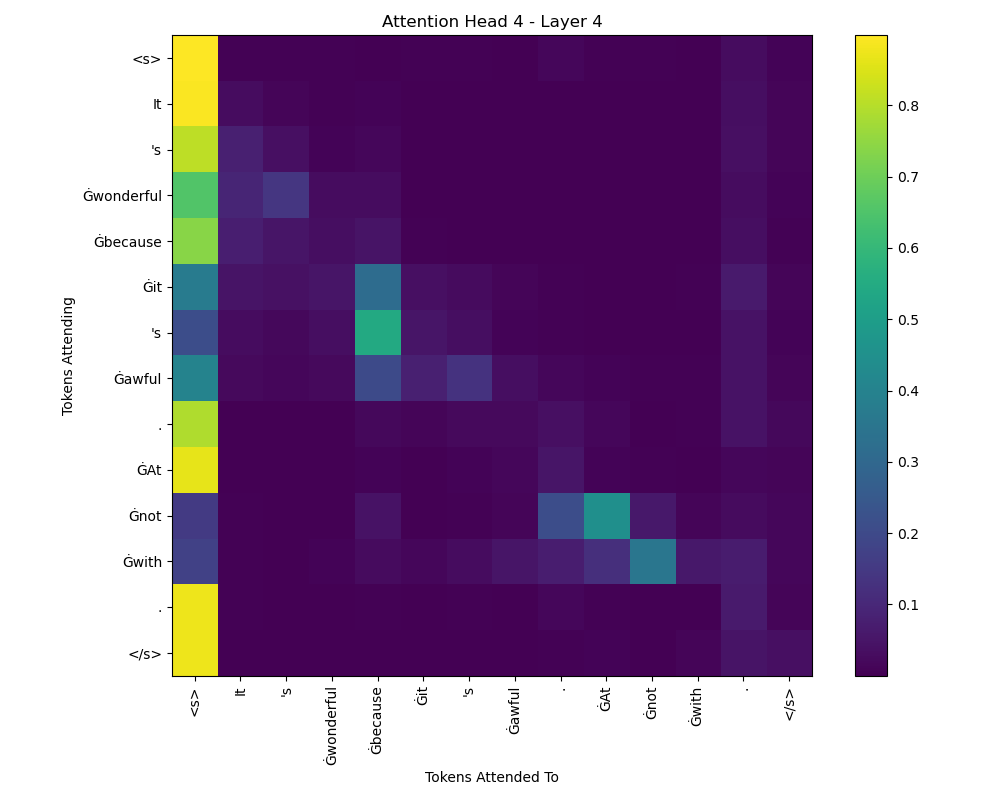 Attention Head 4 - Layer 4
<s>
It
's
Ġwonderful
Ġbecause
Ġit
's
Ġawful
.
ĠAt
Ġnot
Ġwith
.
</s>
Tokens Attending
<s>
It
's
Ġwonderful
Ġbecause
Ġit
's
Ġawful
.
ĠAt
Ġnot
Ġwith
.
</s>
Tokens Attended To
0.8
0.7
0.6
0.5
0.4
0.3
0.2
0.1